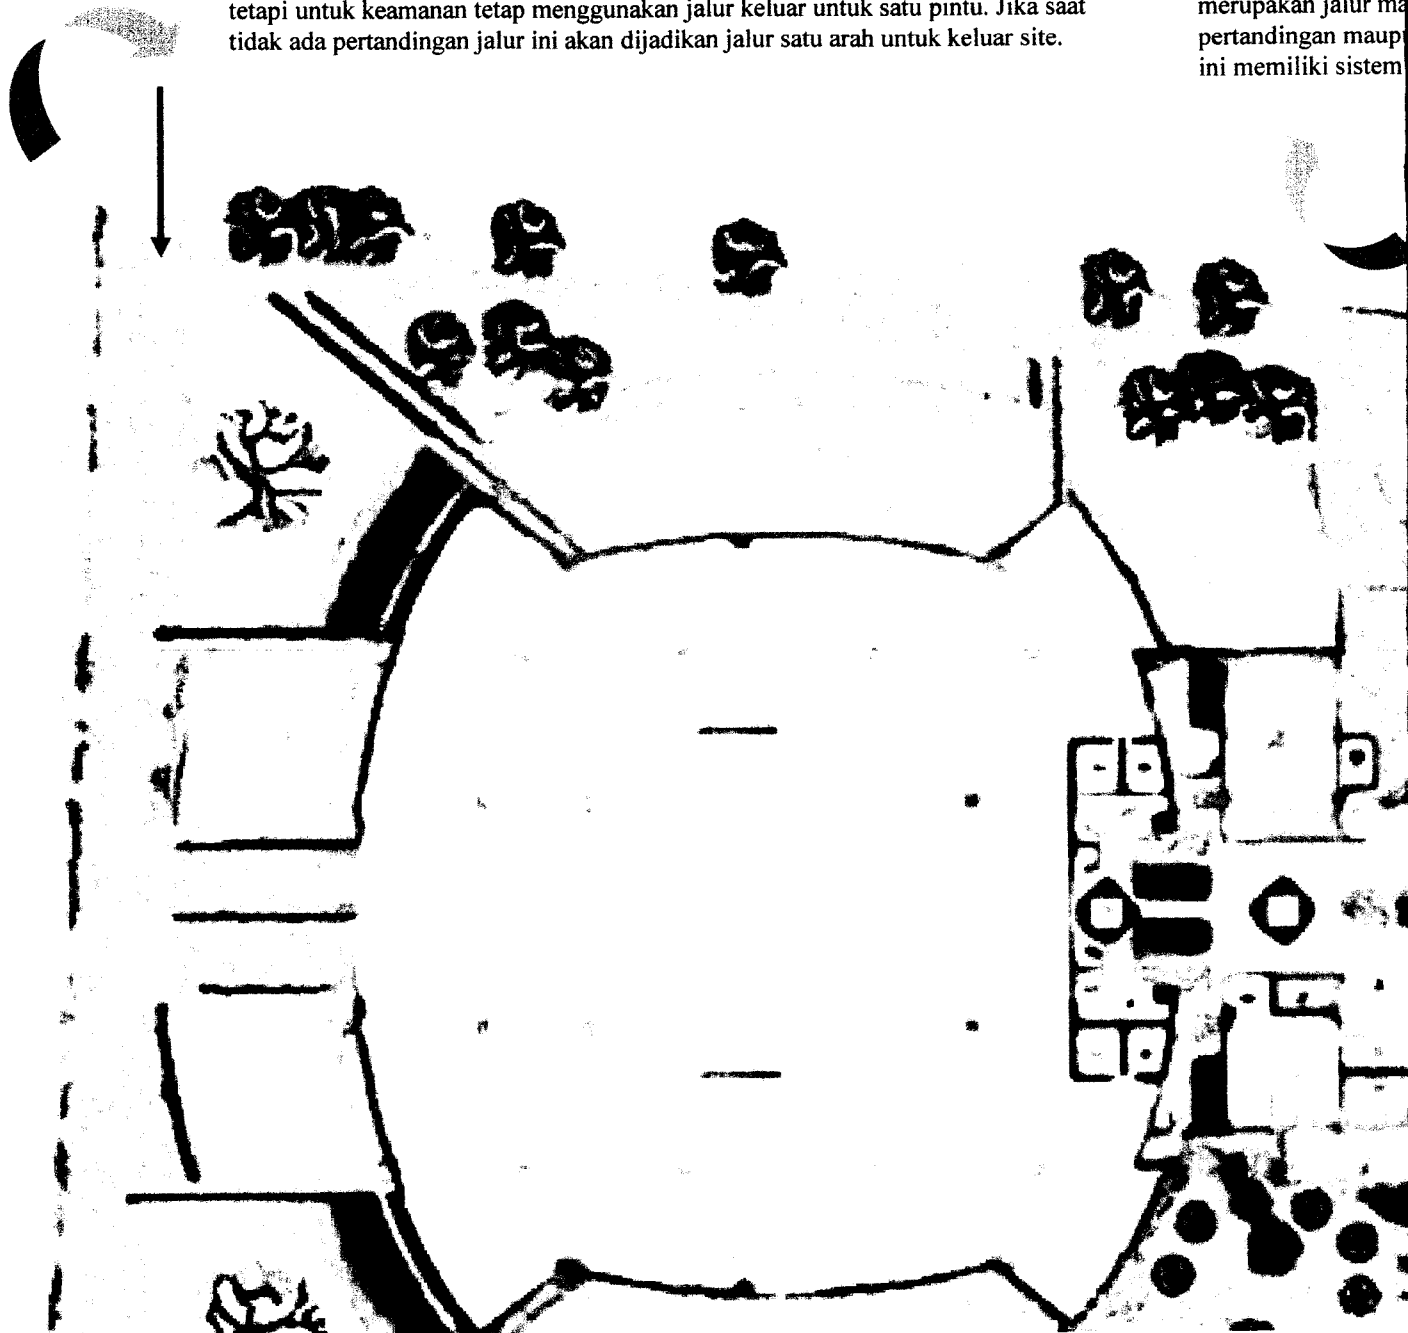 tetapi untuk keamanan tetap menggunakan jalur keluar untuk satu pintu. Jika saat
tidak ada pertandingan jalur ini akan dijadikan jalur satu arah untuk keluar site.
merupakan jalur
pertandingan
ini memiliki sistem